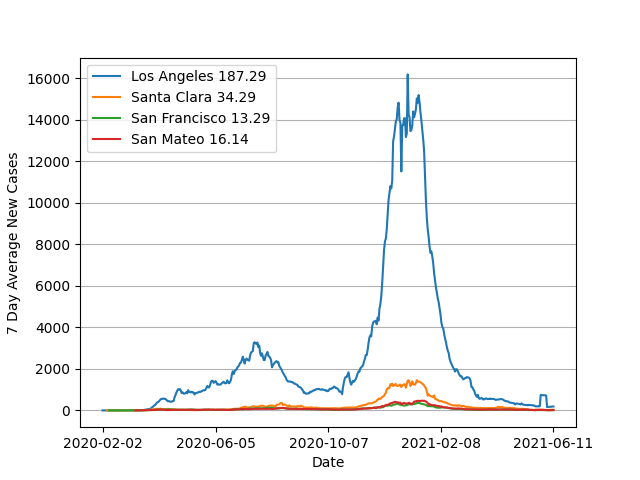 Los Angeles 187.29
Santa Clara 34.29
San Francisco 13.29
San Mateo 16.14
7 Day Average New Cases
16000
14000
12000
10000
8000
6000
4000
2000
0
2020-02-02 2020-06-05 2020-10-07 2021-02-08 2021-06-11
Date